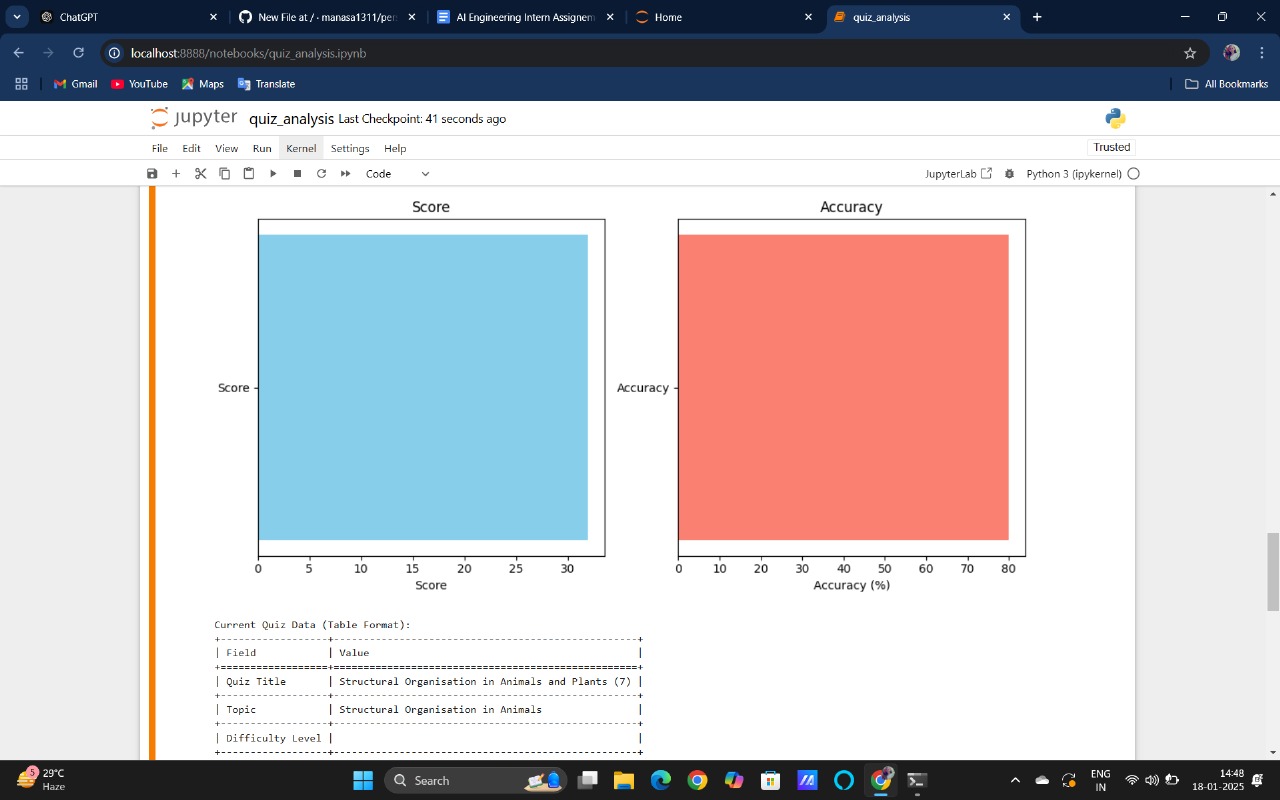 ChatGPT
New File at / · manasa1311/pen
AI Engineering Intern Assignem
Home
quiz_analysis
localhost:8888/notebooks/quiz_analysis.ipynb
Gmail
YouTube
Maps
Translate
All Bookmarks
jupyter quiz_analysis Last Checkpoint: 41 seconds ago
File Edit View Run Kernel Settings Help
Trusted
Code
JupyterLab
Python 3 (ipykernel)
Score
Score
0 5 10 15 20 25 30
Score
Accuracy
Accuracy
0 10 20 30 40 50 60 70 80
Accuracy (%)
Current Quiz Data (Table Format):
+------------------+------------------------------------------------+
| Field | Value |
+==================+================================================+
| Quiz Title | Structural Organisation in Animals and Plants (7) |
+------------------+------------------------------------------------+
| Topic | Structural Organisation in Animals |
+------------------+------------------------------------------------+
| Difficulty Level | |
+------------------+------------------------------------------------+
5
29°C
Haze
Search
ENG
IN
14:48
18-01-2025